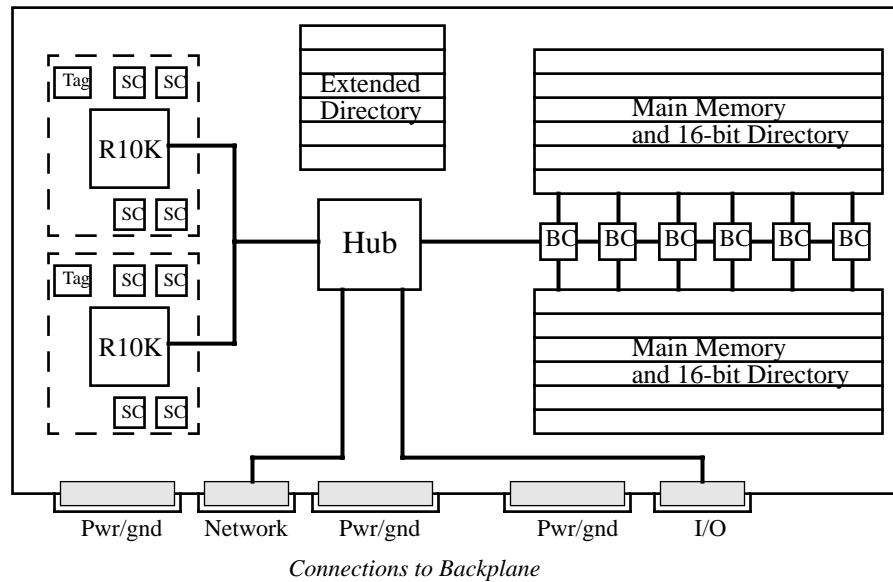 Tag SC SC
R10K
SC SC
Tag SC SC
R10K
SC SC
Extended
Directory
Hub
Main Memory
and 16-bit Directory
BC BC BC BC BC BC
Main Memory
and 16-bit Directory
Pwr/gnd Network Pwr/gnd Pwr/gnd I/O
Connections to Backplane